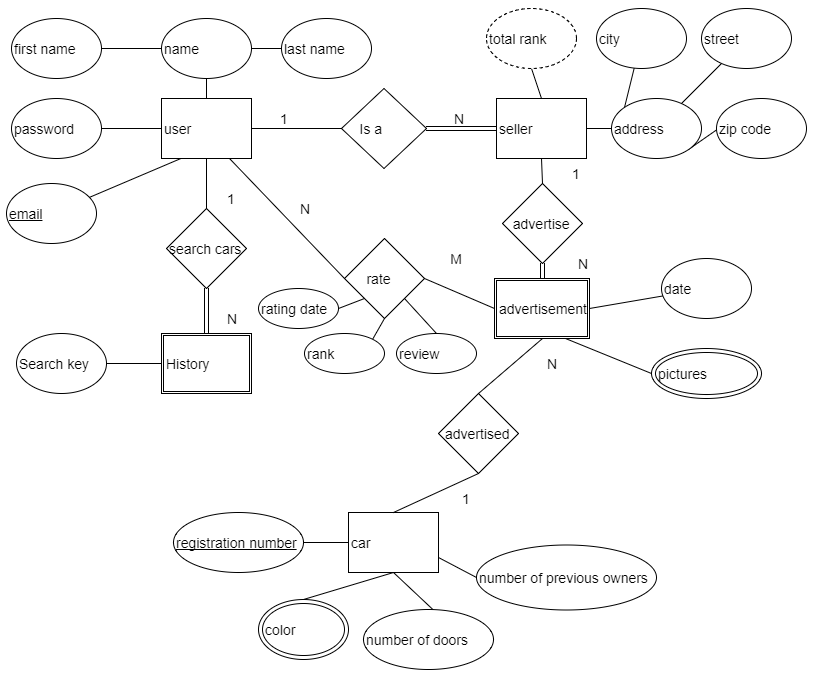 total rank
city
street
first name
name
last name
1
N
password
user
Is a
seller
address
zip code
1
1
email
N
advertise
search cars
M
N
rate
date
rating date
advertisement
N
rank
review
Search key
History
N
pictures
advertised
1
registration number
car
number of previous owners
color
number of doors